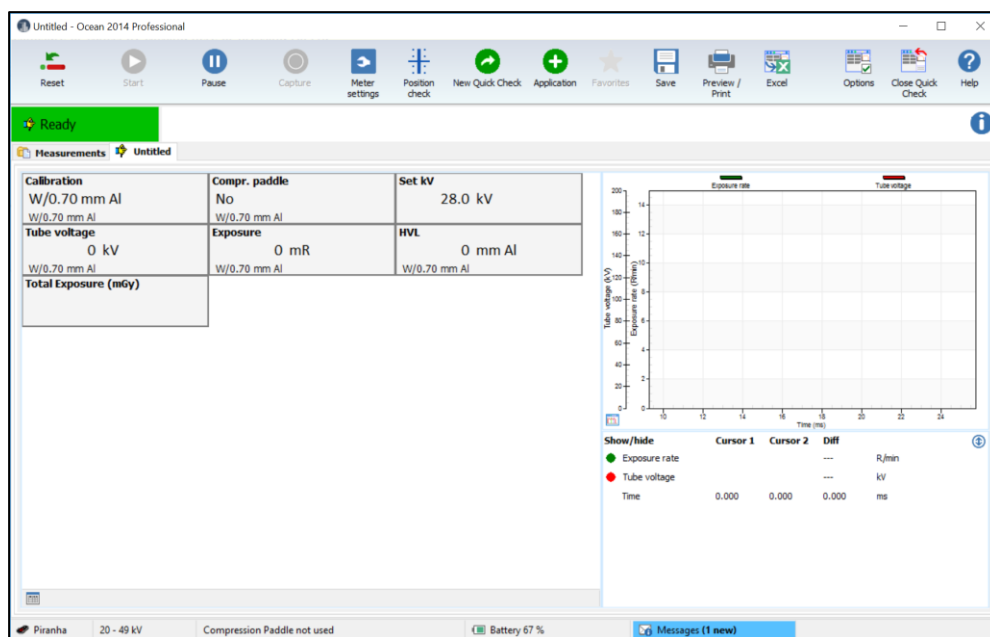 Untitled - Ocean 2014 Professional
Reset
Start
Pause
Capture
Meter settings
Position check
New Quick Check
Application
Favorites
Save
Preview / Print
Excel
Options
Close Quick Check
Help
Ready
Measurements Untitled
Calibration
W/0.70 mm Al
W/0.70 mm Al
Compr. paddle
No
W/0.70 mm Al
Set kV
28.0 kV
Tube voltage
0 kV
W/0.70 mm Al
Exposure
0 mR
W/0.70 mm Al
HVL
0 mm Al
W/0.70 mm Al
Total Exposure (mGy)
Exposure rate Tube voltage
Tube voltage (kV)
200
180
160
140
120
100
80
60
40
20
0
Exposure rate (R/min)
14
12
10
8
6
4
2
0
10 12 14 16 18 20 22 24
Time (ms)
Show/hide Cursor 1 Cursor 2 Diff
Exposure rate --- R/min
Tube voltage --- kV
Time 0.000 0.000 0.000 ms
Piranha 20 - 49 kV Compression Paddle not used Battery 67 % Messages (1 new)